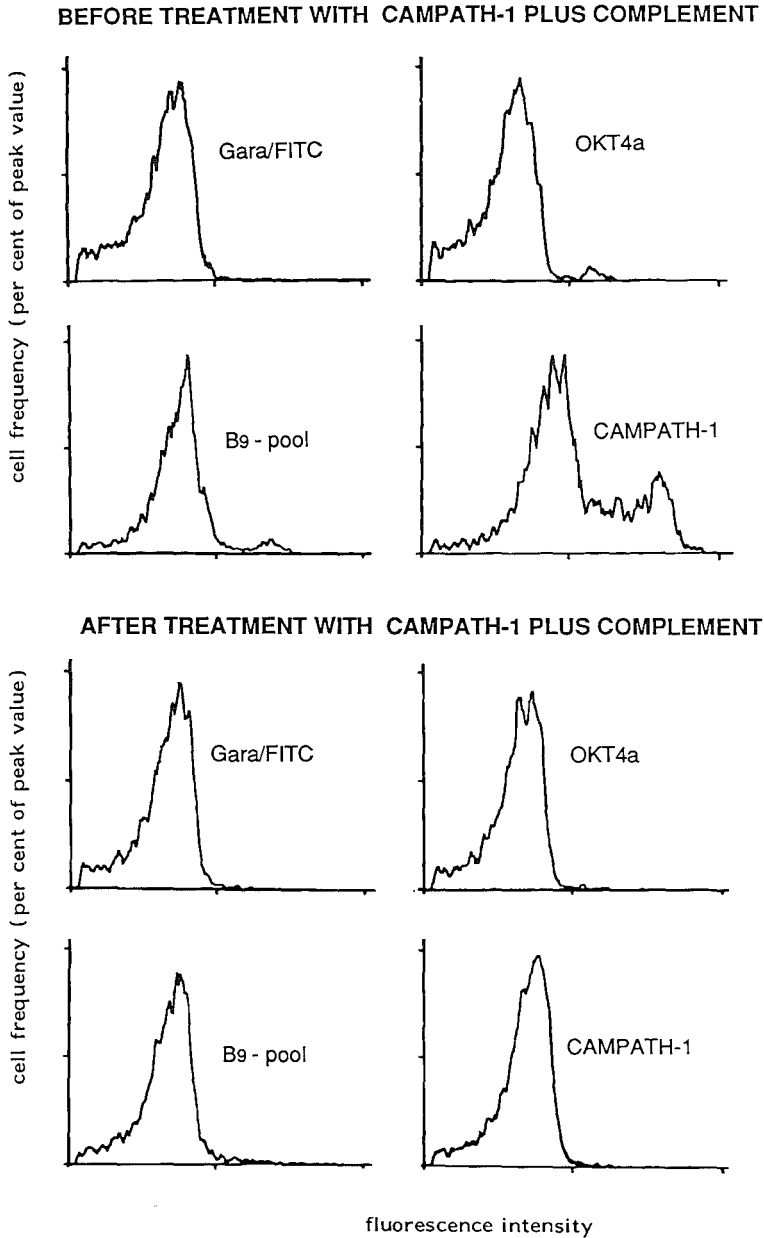 BEFORE TREATMENT WITH CAMPATH-1 PLUS COMPLEMENT
cell frequency (per cent of peak value)
Gara/FITC
OKT4a
B9 - pool
CAMPATH-1
AFTER TREATMENT WITH CAMPATH-1 PLUS COMPLEMENT
cell frequency (per cent of peak value)
Gara/FITC
OKT4a
B9 - pool
CAMPATH-1
fluorescence intensity